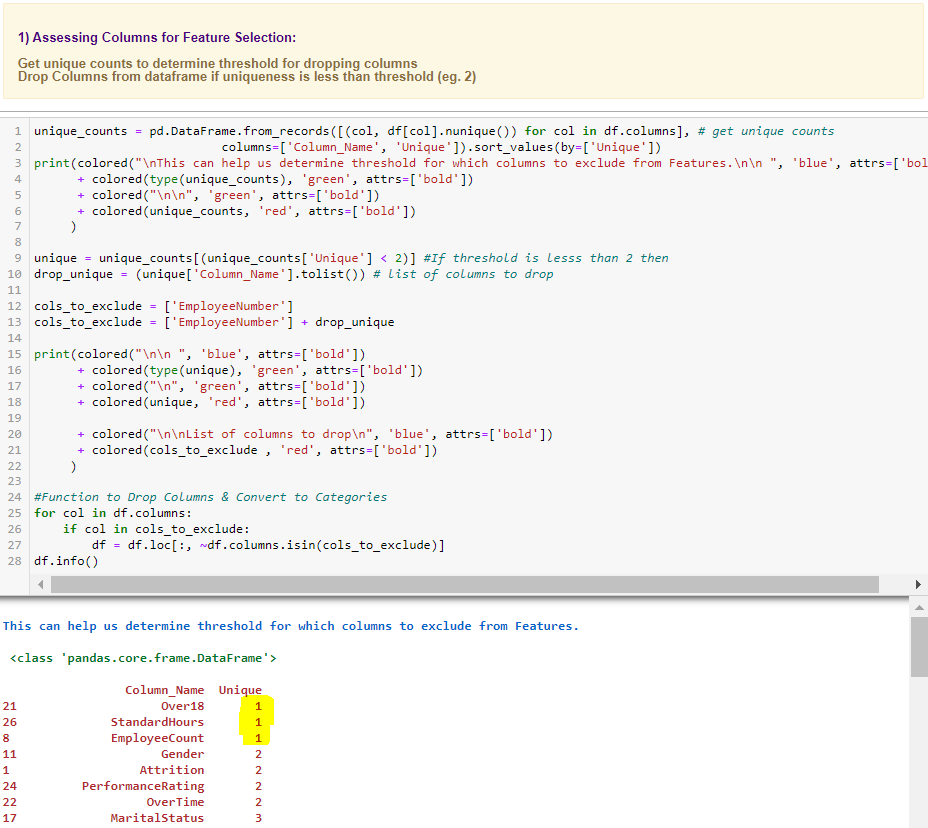 1) Assessing Columns for Feature Selection:
Get unique counts to determine threshold for dropping columns
Drop Columns from dataframe if uniqueness is less than threshold (eg. 2)
1 unique_counts = pd.DataFrame.from_records([(col, df[col].nunique()) for col in df.columns], # get unique counts
2 columns=['Column_Name', 'Unique']).sort_values(by=['Unique'])
3 print(colored("\nThis can help us determine threshold for which columns to exclude from Features.\n\n ", 'blue', attrs=['bol
4 + colored(type(unique_counts), 'green', attrs=['bold'])
5 + colored("\n\n", 'green', attrs=['bold'])
6 + colored(unique_counts, 'red', attrs=['bold'])
7 )
8
9 unique = unique_counts[(unique_counts['Unique'] < 2)] #If threshold is lesss than 2 then
10 drop_unique = (unique['Column_Name'].tolist()) # list of columns to drop
11
12 cols_to_exclude = ['EmployeeNumber']
13 cols_to_exclude = ['EmployeeNumber'] + drop_unique
14
15 print(colored("\n\n ", 'blue', attrs=['bold'])
16 + colored(type(unique), 'green', attrs=['bold'])
17 + colored("\n", 'green', attrs=['bold'])
18 + colored(unique, 'red', attrs=['bold'])
19
20 + colored("\n\nList of columns to drop\n", 'blue', attrs=['bold'])
21 + colored(cols_to_exclude , 'red', attrs=['bold'])
22 )
23
24 #Function to Drop Columns & Convert to Categories
25 for col in df.columns:
26 if col in cols_to_exclude:
27 df = df.loc[:, ~df.columns.isin(cols_to_exclude)]
28 df.info()
This can help us determine threshold for which columns to exclude from Features.
<class 'pandas.core.frame.DataFrame'>
Column_Name Unique
21 Over18 1
26 StandardHours 1
8 EmployeeCount 1
11 Gender 2
1 Attrition 2
24 PerformanceRating 2
22 OverTime 2
17 MaritalStatus 3